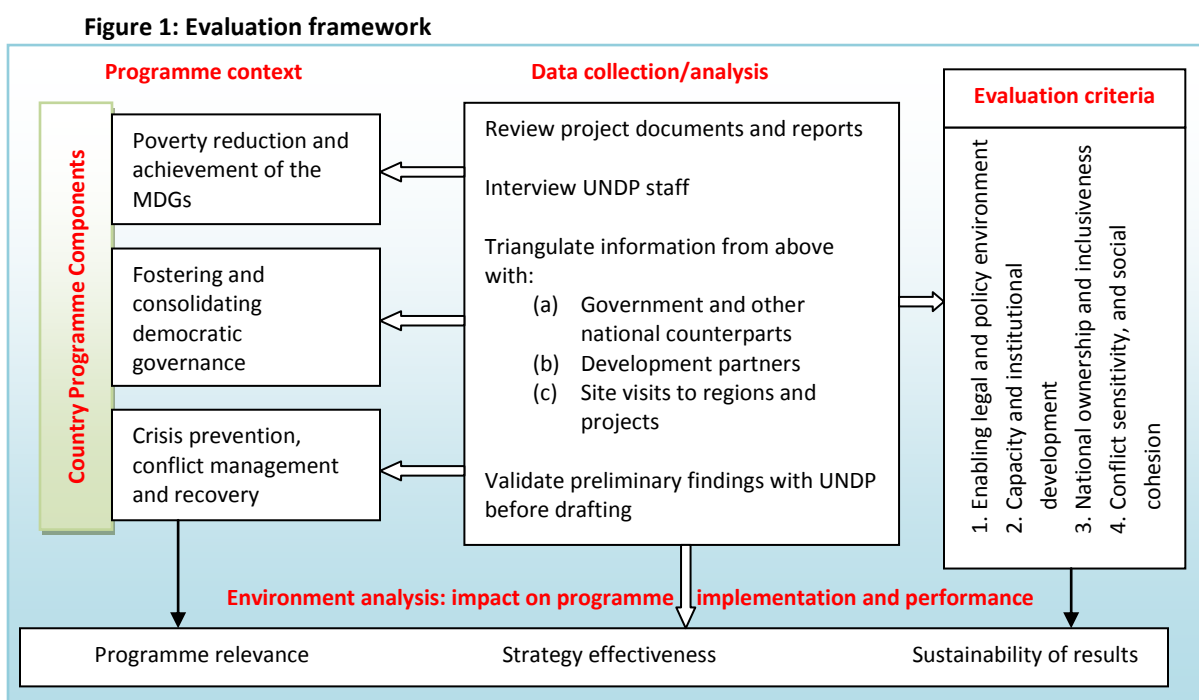 Figure 1: Evaluation framework
Programme context
Country Programme Components
Poverty reduction and
achievement of the
MDGs
Fostering and
consolidating
democratic
governance
Crisis prevention,
conflict management
and recovery
Data collection/analysis
Review project documents and reports
Interview UNDP staff
Triangulate information from above
with:
(a) Government and other
national counterparts
(b) Development partners
(c) Site visits to regions and
projects
Validate preliminary findings with UNDP
before drafting
Evaluation criteria
1. Enabling legal and policy environment
2. Capacity and institutional
development
3. National ownership and inclusiveness
4. Conflict sensitivity, and social
cohesion
Environment analysis: impact on programme implementation and performance
Programme relevance
Strategy effectiveness
Sustainability of results